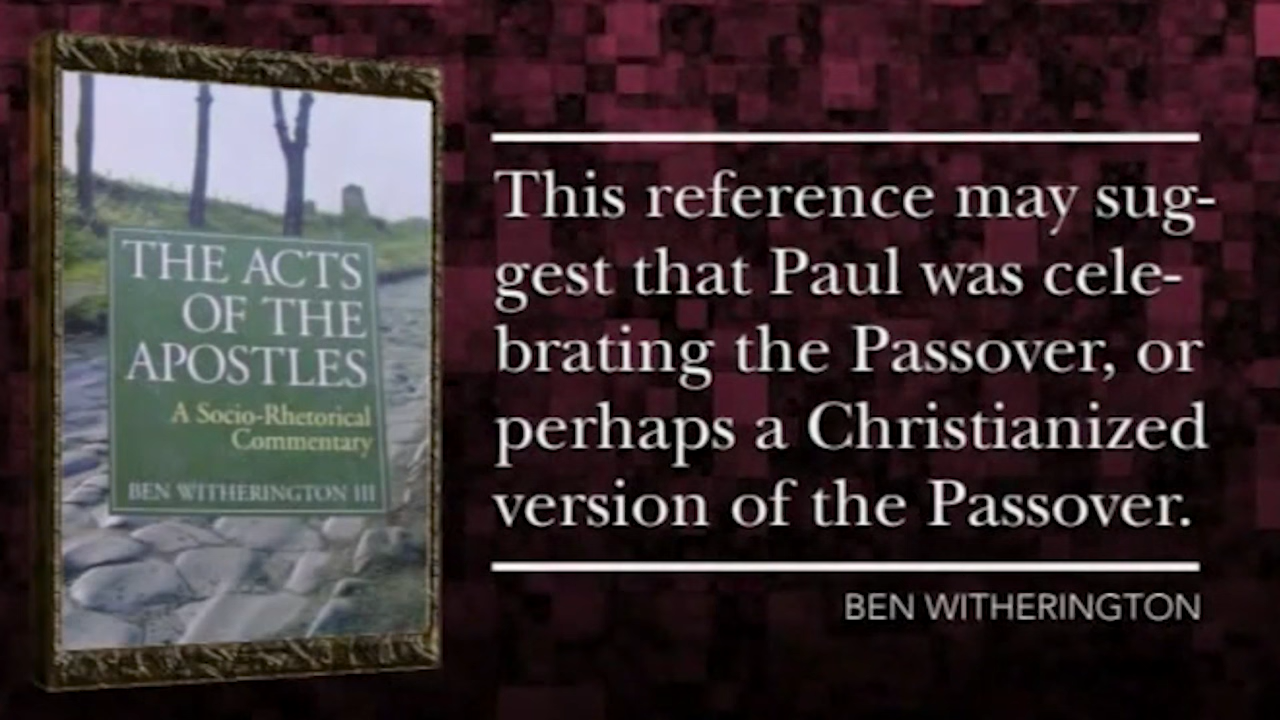 THE ACTS
OF THE
APOSTLES
A Socio-Rhetorical
Commentary
BEN WITHERINGTON III
This reference may sug-
gest that Paul was cele-
brating the Passover, or
perhaps a Christianized
version of the Passover.
BEN WITHERINGTON